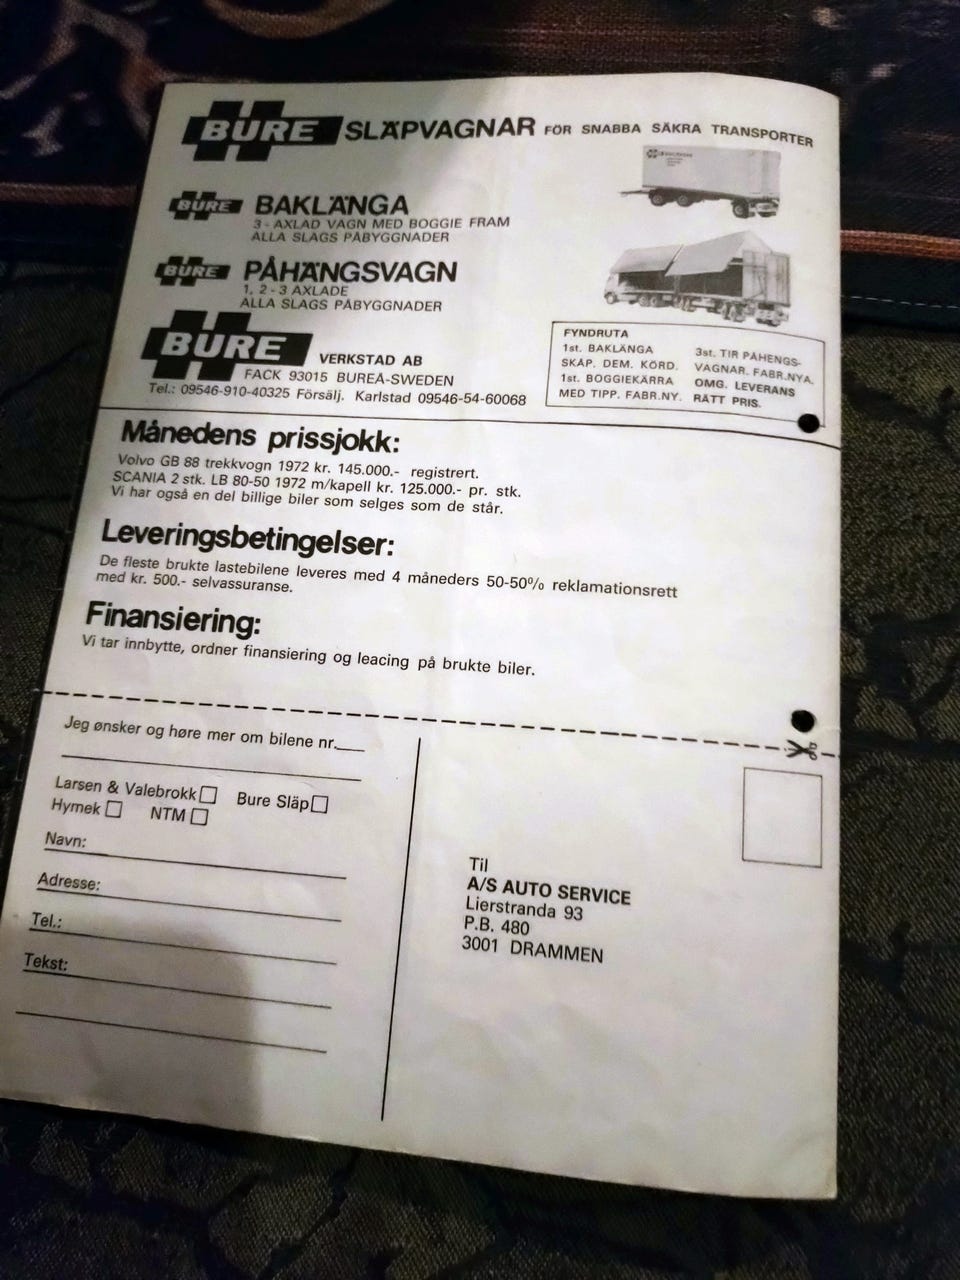 BURE SLÄPVAGNAR FÖR SNABBA SÄKRA TRANSPORTER
BURE BAKLÄNGA
3 - AXLAD VAGN MED BOGGIE FRAM
ALLA SLAGS PÅBYGGNADER
BURE PÅHÄNGSVAGN
1, 2 - 3 AXLADE
ALLA SLAGS PÅBYGGNADER
BURE VERKSTAD AB
FACK 93015 BUREÅ-SWEDEN
Tel.: 09546-910-40325 Försälj. Karlstad 09546-54-60068
FYNDRUTA
1st. BAKLÄNGA
SKÅP. DEM. KÖRD.
1st. BOGGIEKÄRRA
MED TIPP. FABR.NY.
3st. TIR PÅHENGS-
VAGNAR. FABR.NYA.
OMG. LEVERANS
RÄTT PRIS.
Månedens prissjokk:
Volvo GB 88 trekkvogn 1972 kr. 145.000.- registrert.
SCANIA 2 stk. LB 80-50 1972 m/kapell kr. 125.000.- pr. stk.
Vi har også en del billige biler som selges som de står.
Leveringsbetingelser:
De fleste brukte lastebilene leveres med 4 måneders 50-50% reklamationsrett
med kr. 500.- selvassuranse.
Finansiering:
Vi tar innbytte, ordner finansiering og leacing på brukte biler.
Jeg ønsker og høre mer om bilene nr.___
Larsen & Valebrokk Bure Släp
Hymek NTM
Navn:
Adresse:
Tel.:
Tekst:
Til
A/S AUTO SERVICE
Lierstranda 93
P.B. 480
3001 DRAMMEN